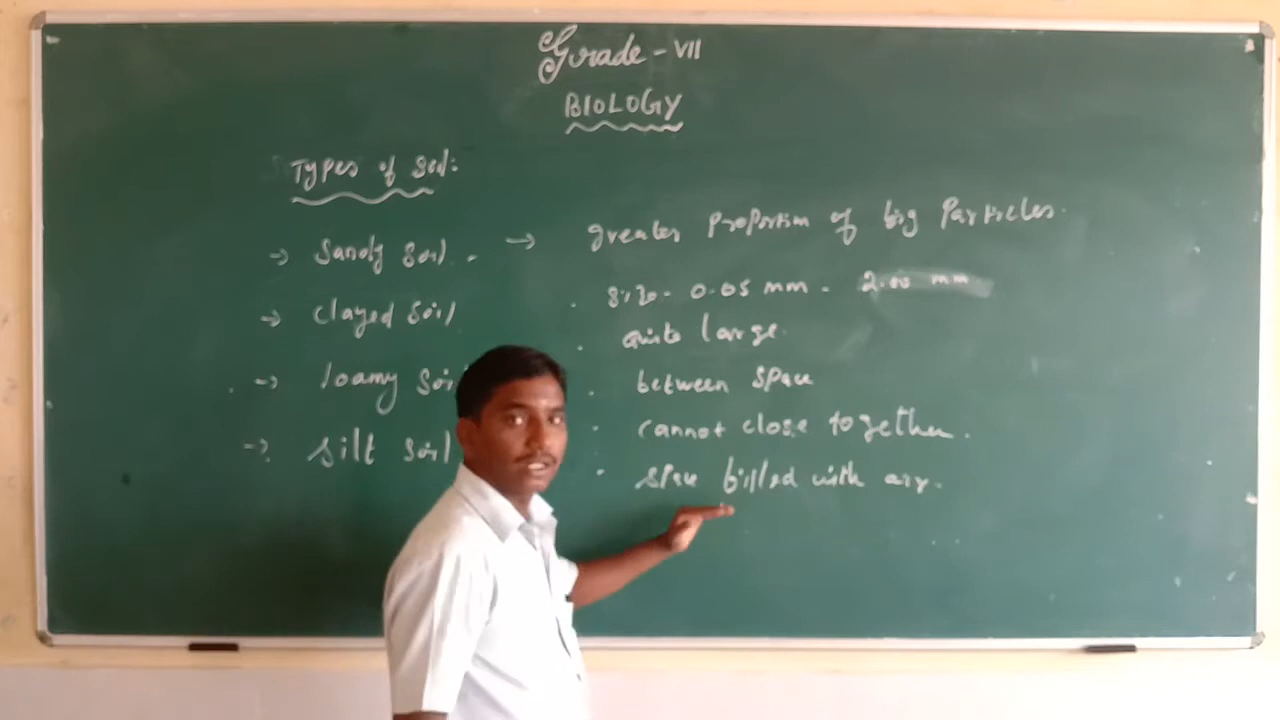 Grade - VII
BIOLOGY
Types of Soil:
→ Sandy Soil. → greater Proportion of big Particles.
→ clayed Soil
→ loamy Soil
→ silt Soil
. Size - 0.05 mm - 2.00 mm
. quite large.
. between Space
. cannot close together.
. Space filled with air.